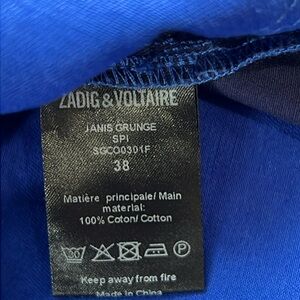 ZADIG & VOLTAIRE
JANIS GRUNGE
SPI
SGCO0301F
38
Matière principale/ Main
material:
100% Coton/ Cotton
30
P
Keep away from fire
Made in China